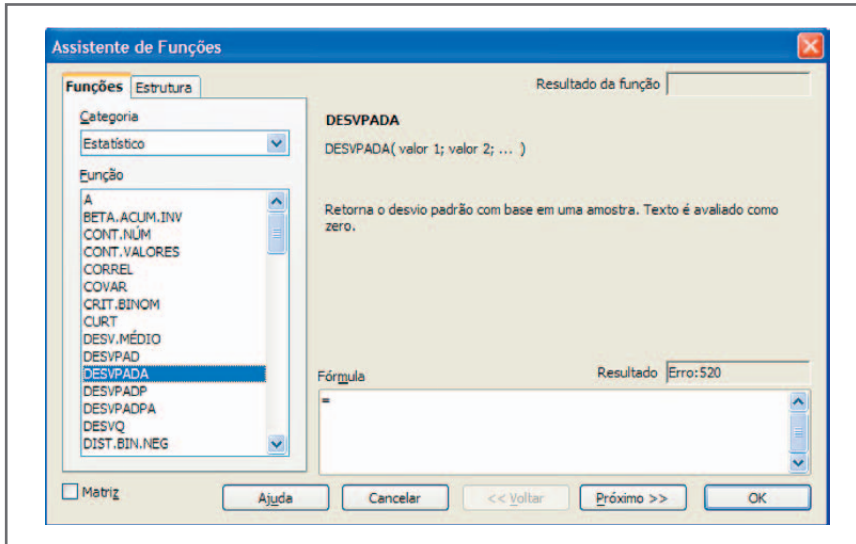 Assistente de Funções
Funções Estrutura
Resultado da função
Categoria
Estatístico
Função
A
BETA.ACUM.INV
CONT.NÚM
CONT.VALORES
CORREL
COVAR
CRIT.BINOM
CURT
DESV.MÉDIO
DESVPAD
DESVPADA
DESVPADP
DESVPADPA
DESVQ
DIST.BIN.NEG
DESVPADA
DESVPADA( valor 1; valor 2; ... )
Retorna o desvio padrão com base em uma amostra. Texto é avaliado como
zero.
Fórmula
Resultado Erro:520
=
Matriz
Ajuda
Cancelar
<< Voltar
Próximo >>
OK